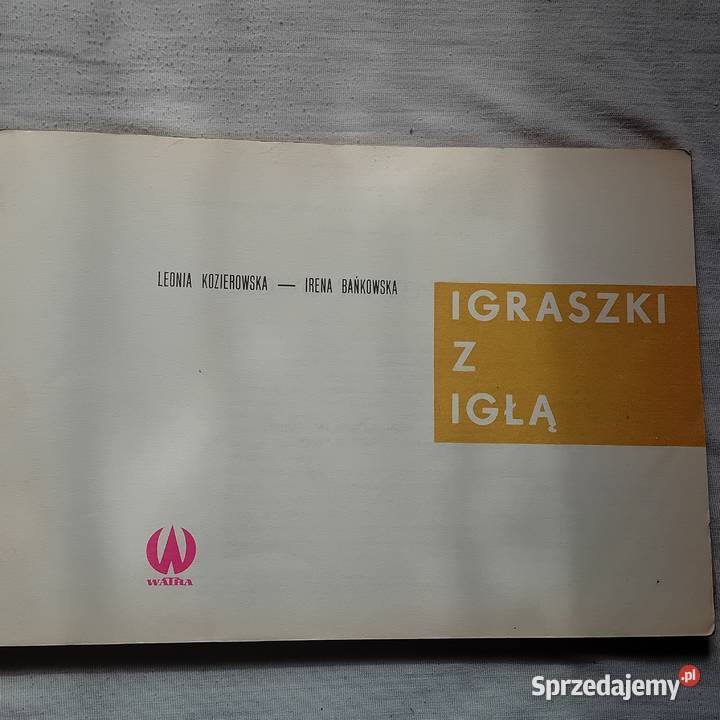 LEONIA KOZIEROWSKA — IRENA BAŃKOWSKA
IGRASZKI
Z
IGŁĄ
WATRA
Sprzedajemy.pl